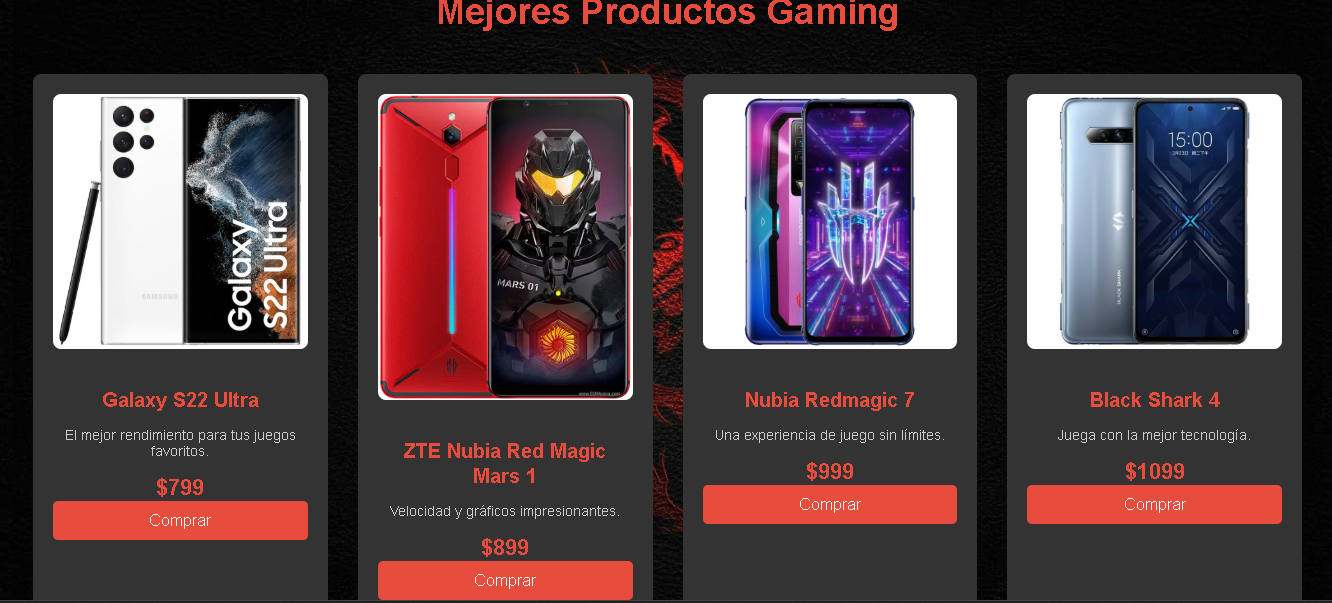 Mejores Productos Gaming
SAMSUNG
Galaxy
S22 Ultra
Galaxy S22 Ultra
El mejor rendimiento para tus juegos
favoritos.
$799
Comprar
MARS 01
www.GSMArena.com
ZTE Nubia Red Magic
Mars 1
Velocidad y gráficos impresionantes.
$899
Comprar
Nubia Redmagic 7
Una experiencia de juego sin límites.
$999
Comprar
BLACK SHARK
15:00
Black Shark 4
Juega con la mejor tecnología.
$1099
Comprar